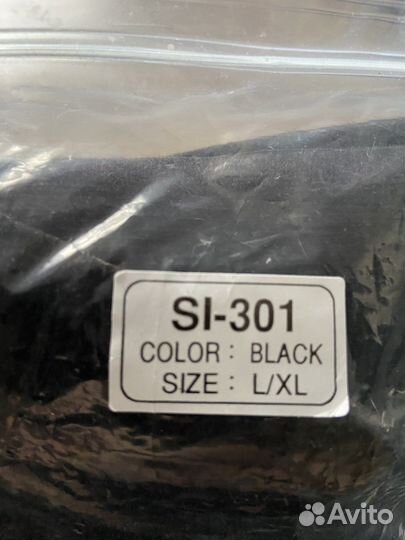 SI-301
COLOR : BLACK
SIZE : L/XL
Avito